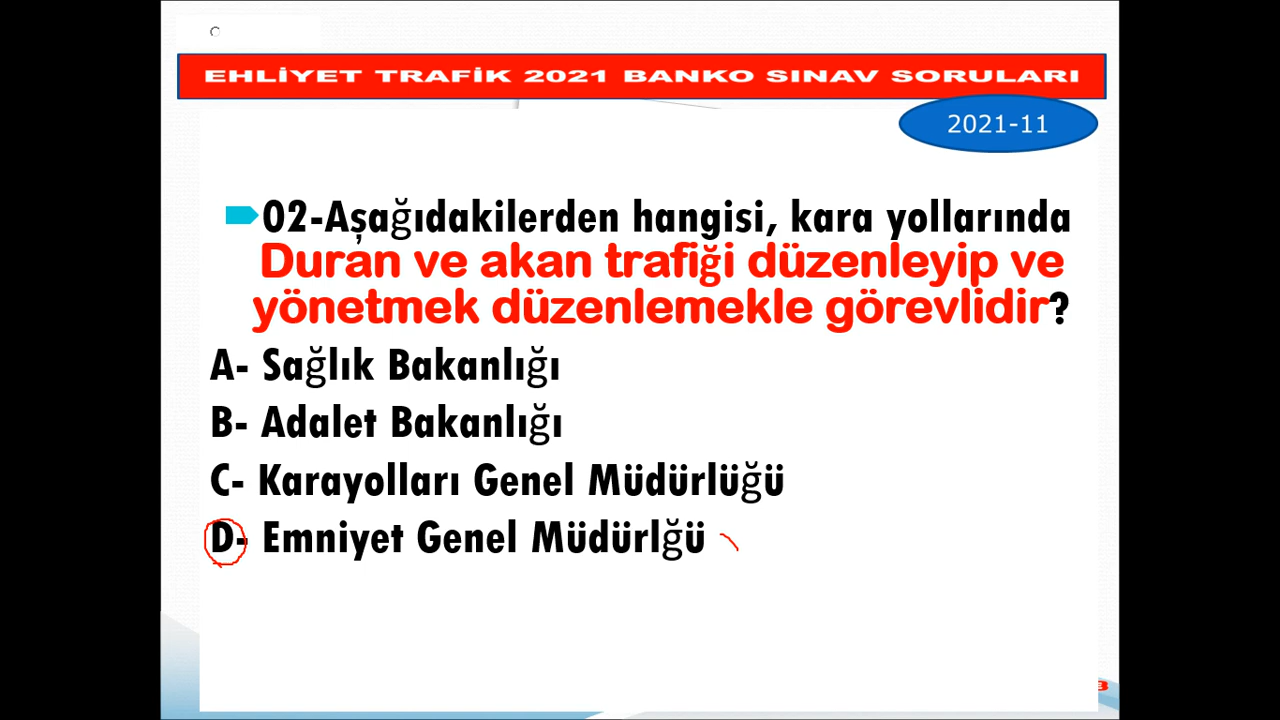 EHLİYET TRAFİK 2021 BANKO SINAV SORULARI
2021-11
02-Aşağıdakilerden hangisi, kara yollarında
Duran ve akan trafiği düzenleyip ve
yönetmek düzenlemekle görevlidir?
A- Sağlık Bakanlığı
B- Adalet Bakanlığı
C- Karayolları Genel Müdürlüğü
D- Emniyet Genel Müdürlğü